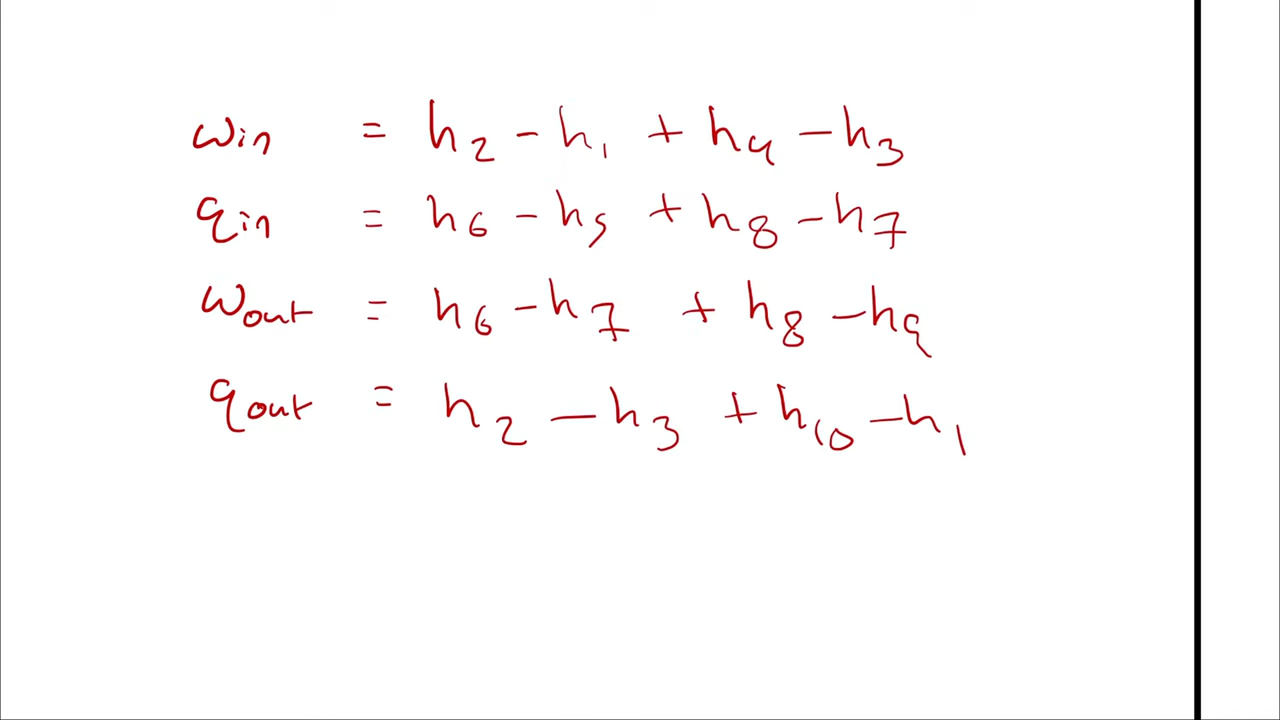 win = h2 - h1 + h4 - h3
qin = h6 - h5 + h8 - h7
wout = h6 - h7 + h8 - h9
qout = h2 - h3 + h10 - h1